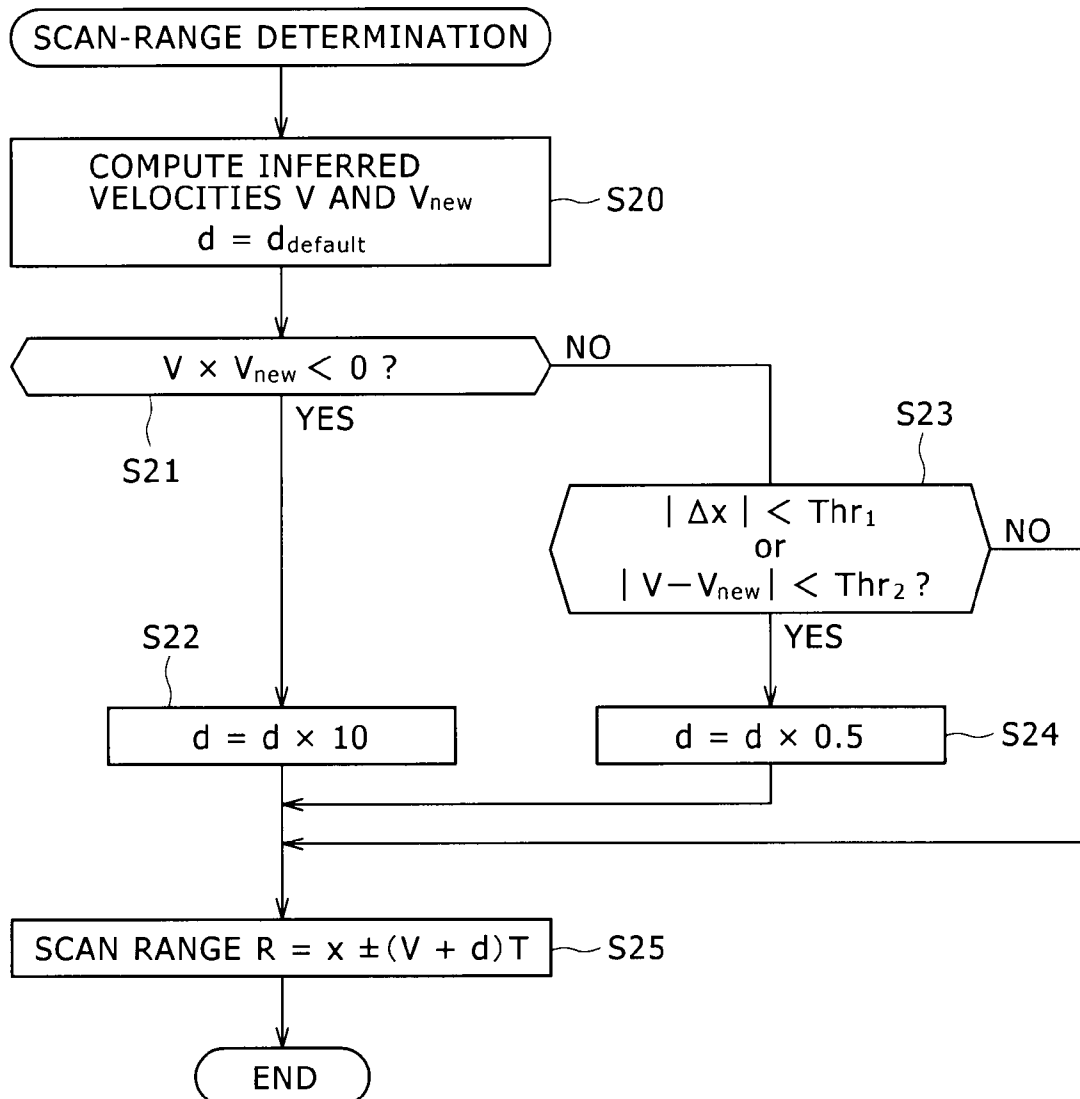 SCAN-RANGE DETERMINATION
COMPUTE INFERRED
VELOCITIES V AND Vnew
d = ddefault
S20
V × Vnew < 0 ?
NO
YES
S21
S23
| Δx | < Thr1
or
| V−Vnew | < Thr2 ?
NO
YES
S22
d = d × 10
d = d × 0.5
S24
SCAN RANGE R = x ±(V + d)T
S25
END